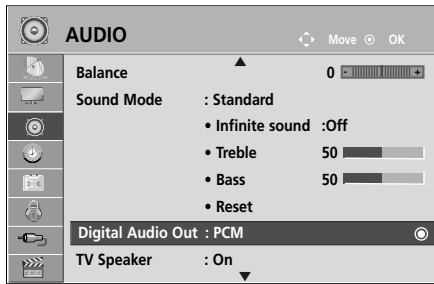 AUDIO Move OK
Balance 0 - +
Sound Mode : Standard
• Infinite sound :Off
• Treble 50
• Bass 50
• Reset
Digital Audio Out : PCM
TV Speaker : On